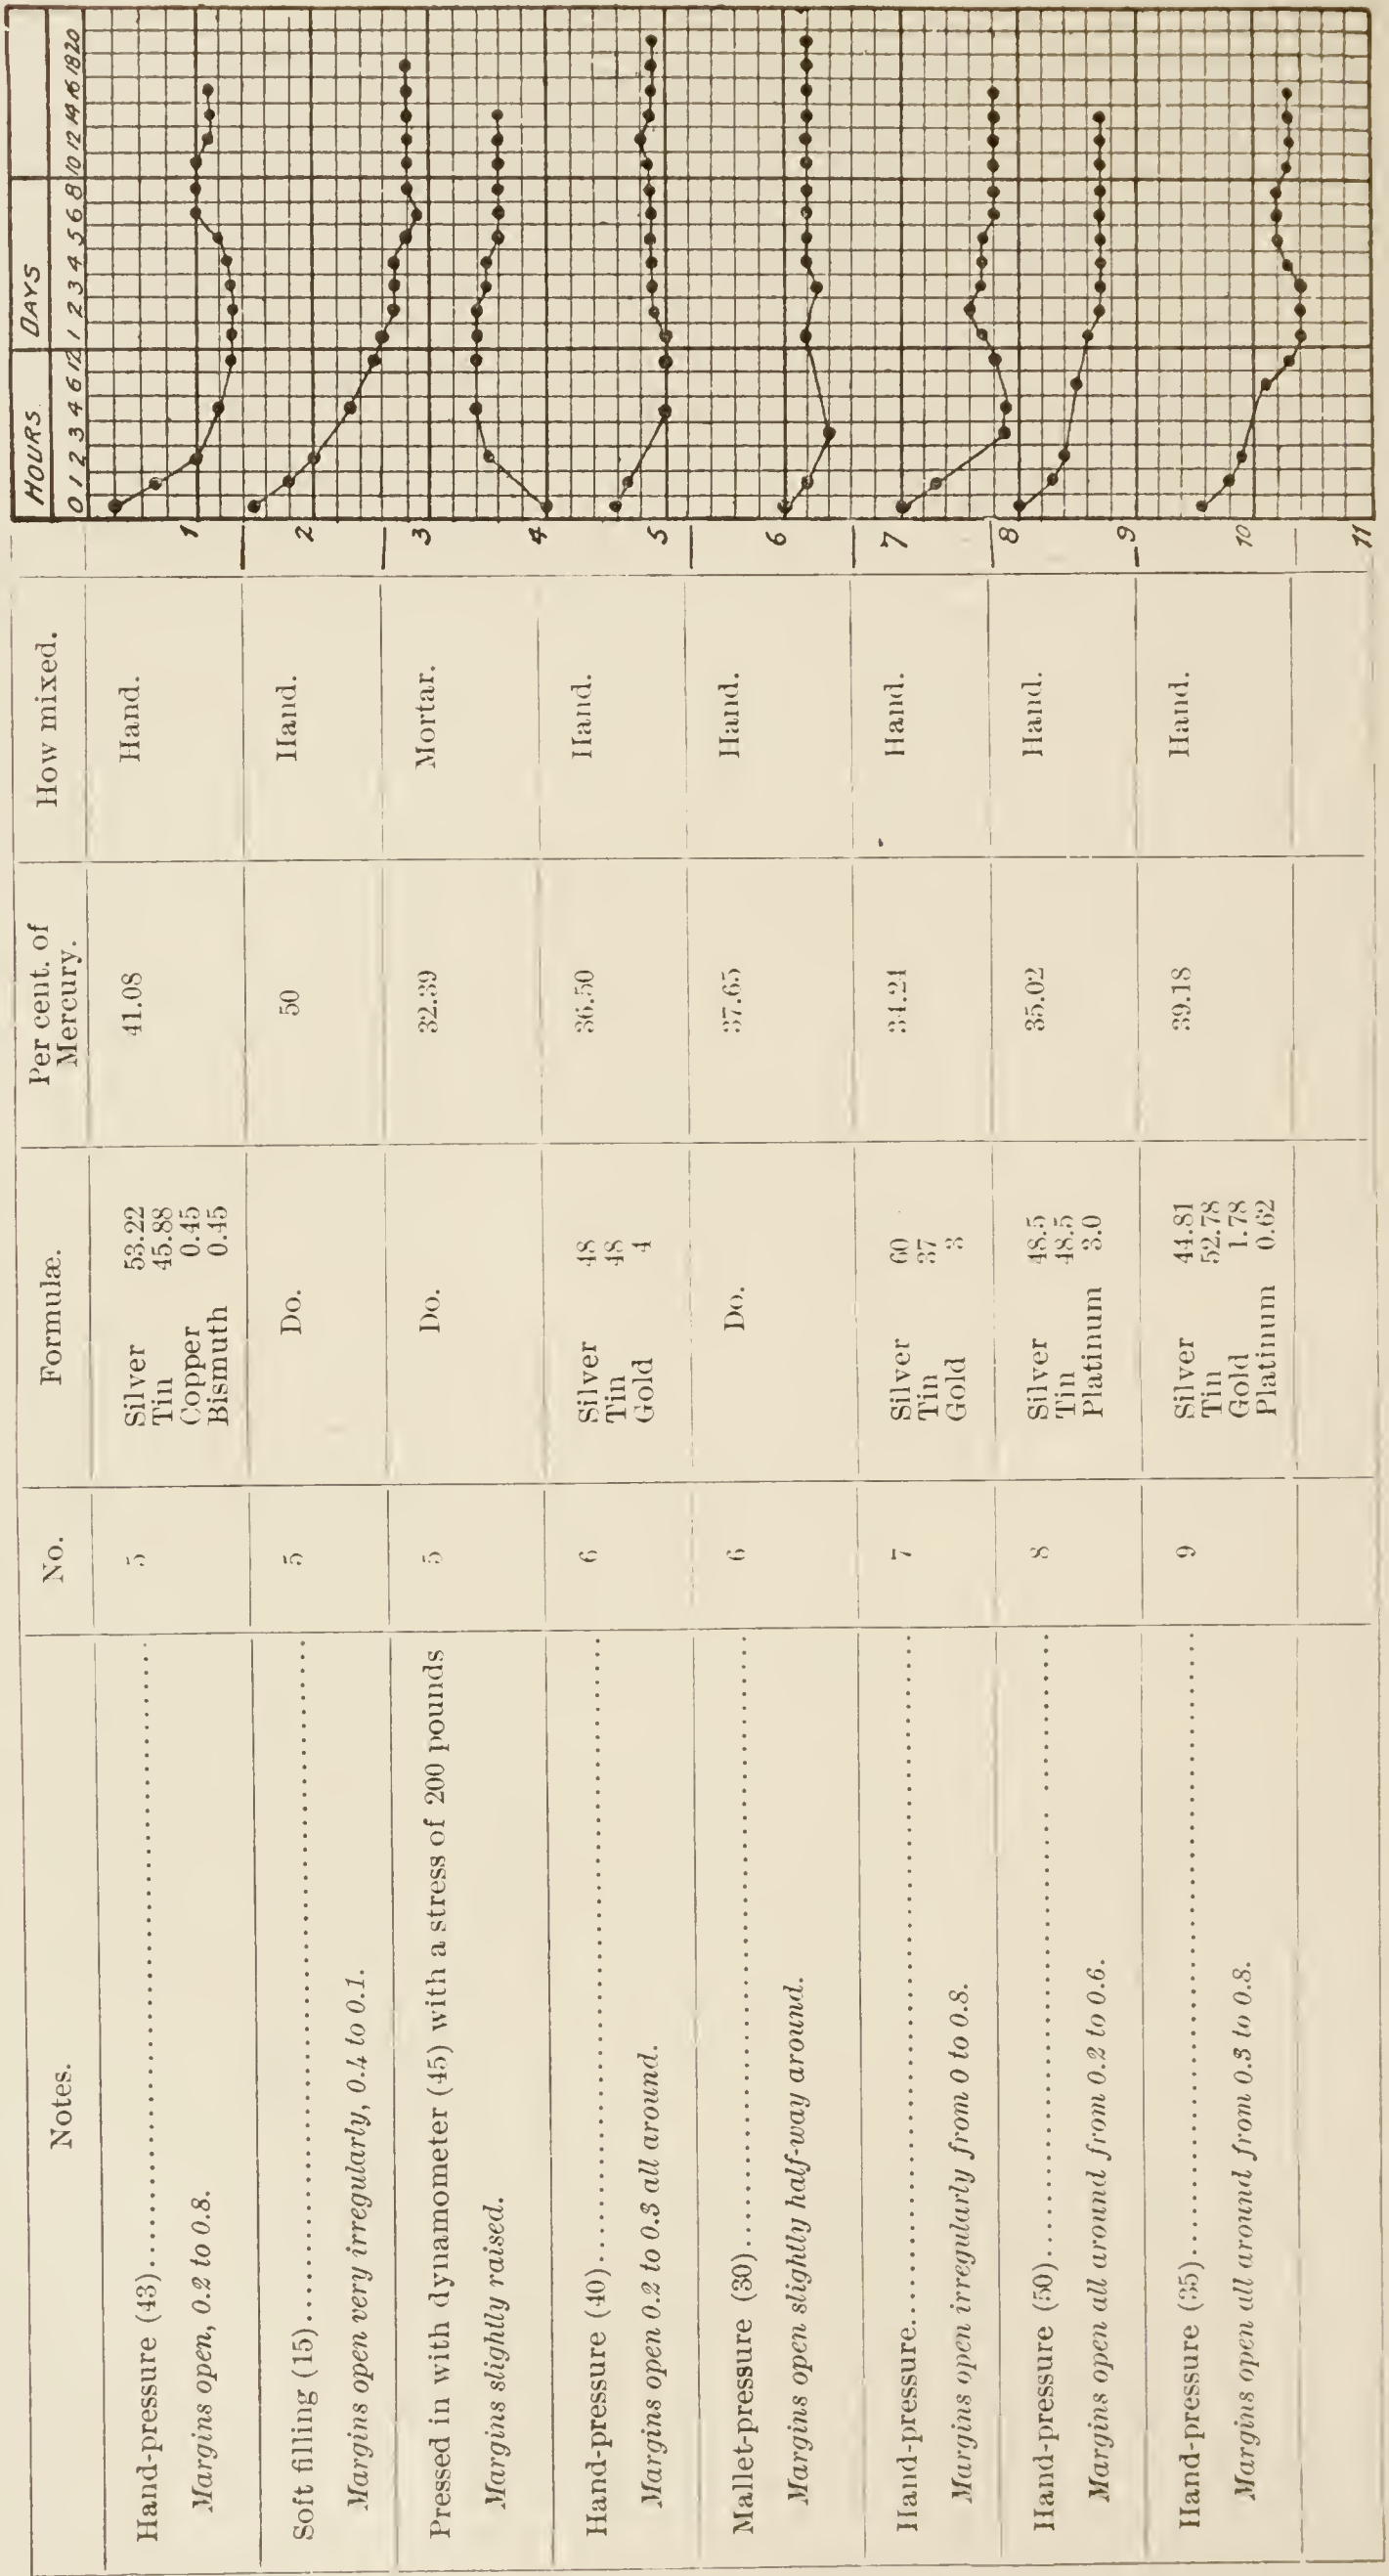 Notes. No. Formulæ. Per cent. of Mercury. How mixed. HOURS. DAYS
0 1 2 3 4 6 12 1 2 3 4 5 6 8 10 12 14 16 18 20
Hand-pressure (43) 5 Silver 53.22 41.08 Hand.
Tin 45.88
Margins open, 0.2 to 0.8. Copper 0.45
Bismuth 0.45
1
Soft filling (15) 5 Do. 50 Hand.
2
Margins open very irregularly, 0.4 to 0.1.
3
Pressed in with dynamometer (45) with a stress of 200 pounds 5 Do. 32.39 Mortar.
Margins slightly raised.
4
Hand-pressure (40) 6 Silver 48 36.50 Hand.
Tin 48
Margins open 0.2 to 0.3 all around. Gold 4
5
Mallet-pressure (30) 6 Do. 37.65 Hand.
Margins open slightly half-way around.
6
7
Hand-pressure 7 Silver 60 34.24 Hand.
Tin 37
Margins open irregularly from 0 to 0.8. Gold 3
8
Hand-pressure (50) 8 Silver 48.5 35.02 Hand.
Tin 48.5
Margins open all around from 0.2 to 0.6. Platinum 3.0
9
Hand-pressure (35) 9 Silver 44.81 39.18 Hand.
Tin 52.78
Margins open all around from 0.3 to 0.8. Gold 1.78
Platinum 0.62
10
11